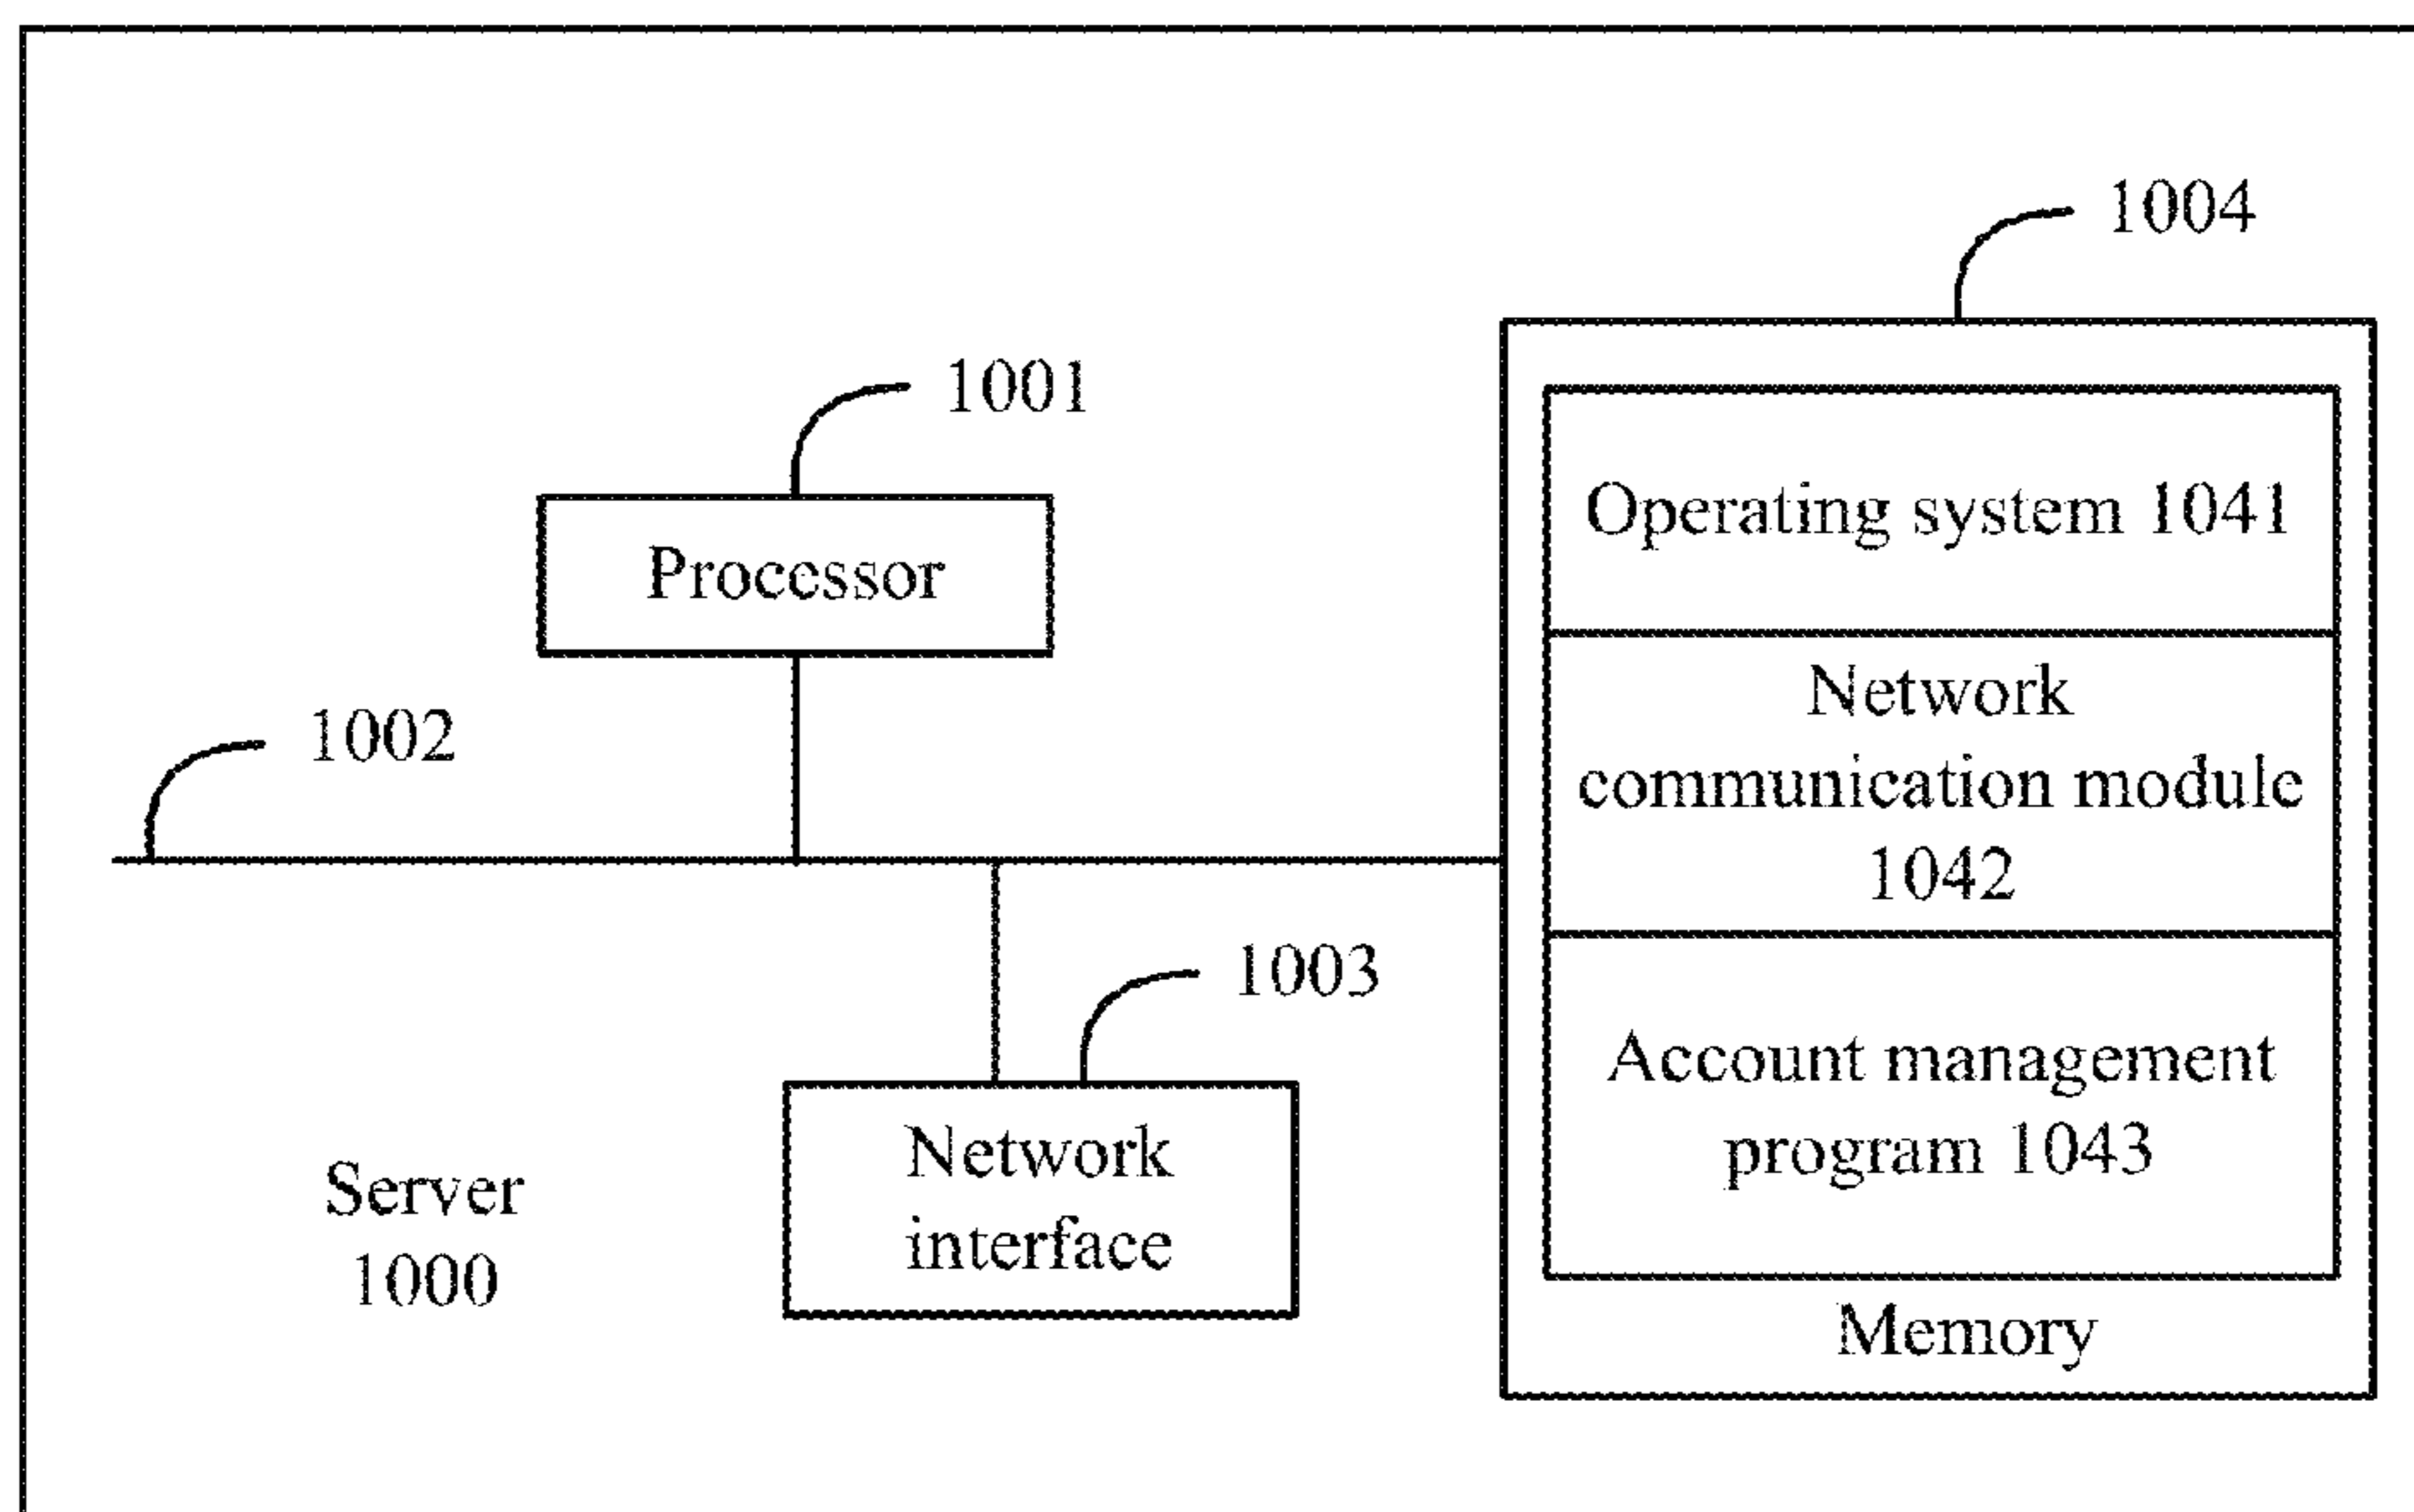 1004
1001
Processor
1002
Operating system 1041
Network
communication module
1042
Account management
program 1043
Memory
1003
Network
interface
Server
1000